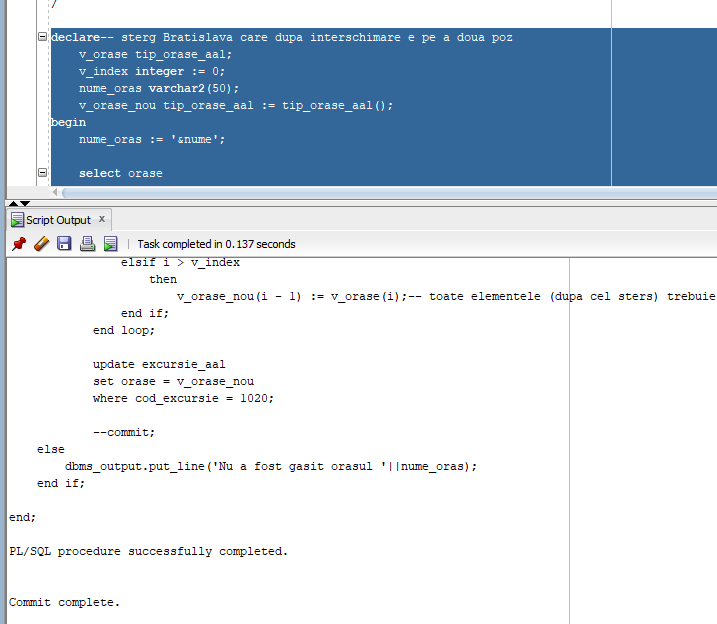 /
declare-- sterg Bratislava care dupa interschimare e pe a doua poz
    v_orase tip_orase_aal;
    v_index integer := 0;
    nume_oras varchar2(50);
    v_orase_nou tip_orase_aal := tip_orase_aal();
begin
    nume_oras := '&nume';
    select orase
Script Output x
Task completed in 0.137 seconds
                elsif i > v_index
                    then
                        v_orase_nou(i - 1) := v_orase(i);-- toate elementele (dupa cel sters) trebuie
                end if;
            end loop;
            update excursie_aal
            set orase = v_orase_nou
            where cod_excursie = 1020;
            --commit;
    else
        dbms_output.put_line('Nu a fost gasit orasul '||nume_oras);
    end if;
end;
PL/SQL procedure successfully completed.
Commit complete.